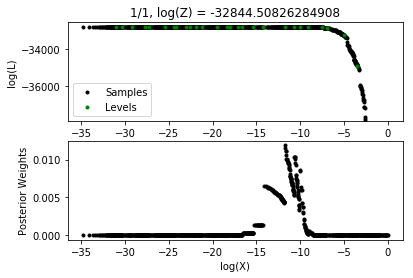 1/1, log(Z) = -32844.50826284908
log(L)
−34000
−36000
Samples
Levels
−35 −30 −25 −20 −15 −10 −5 0
Posterior Weights
0.010
0.005
0.000
−35 −30 −25 −20 −15 −10 −5 0
log(X)